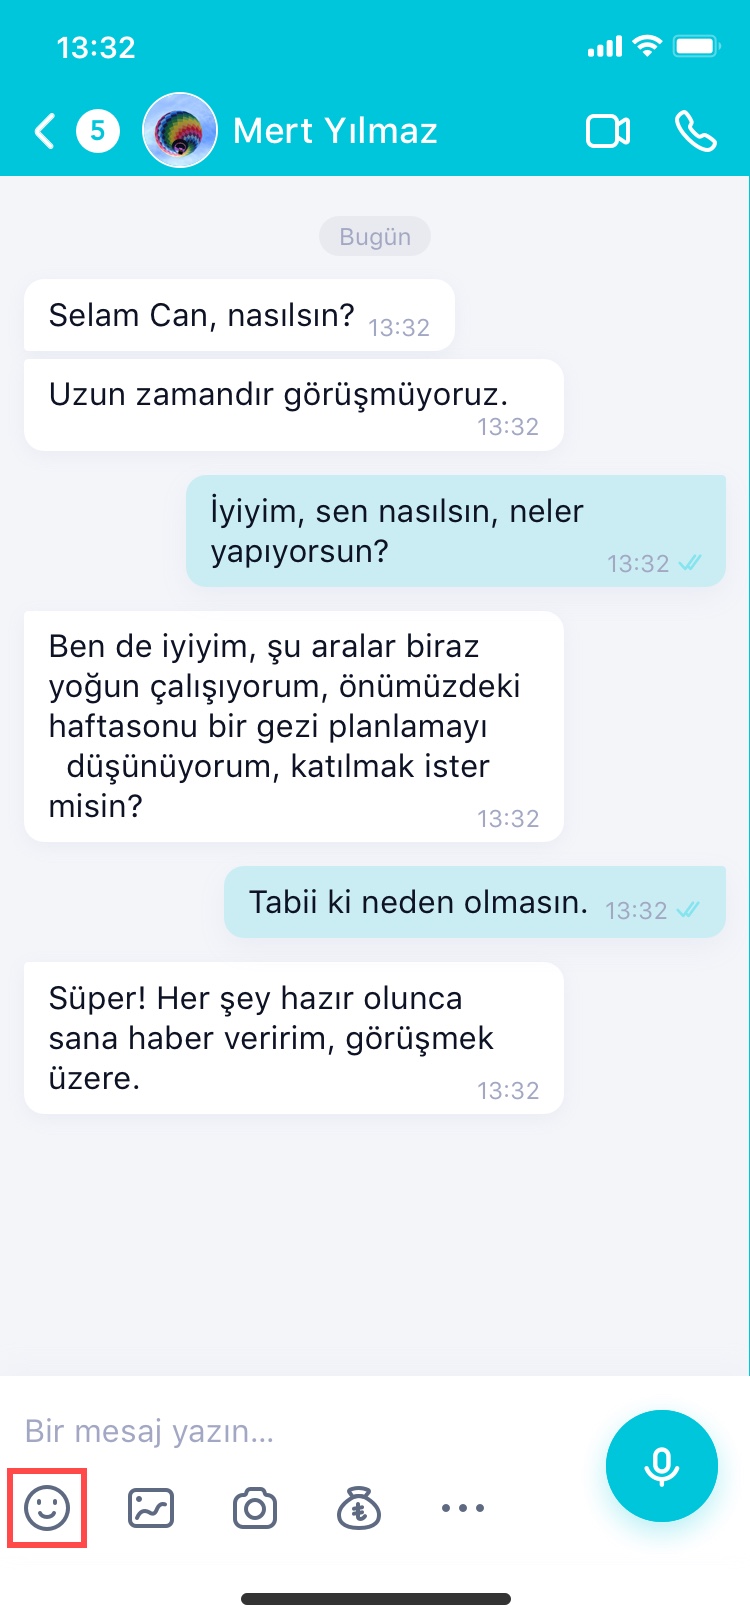 13:32
5
Mert Yılmaz
Bugün
Selam Can, nasılsın?
13:32
Uzun zamandır görüşmüyoruz.
13:32
İyiyim, sen nasılsın, neler
yapıyorsun?
13:32
Ben de iyiyim, şu aralar biraz
yoğun çalışıyorum, önümüzdeki
haftasonu bir gezi planlamayı
düşünüyorum, katılmak ister
misin?
13:32
Tabii ki neden olmasın.
13:32
Süper! Her şey hazır olunca
sana haber veririm, görüşmek
üzere.
13:32
Bir mesaj yazın...